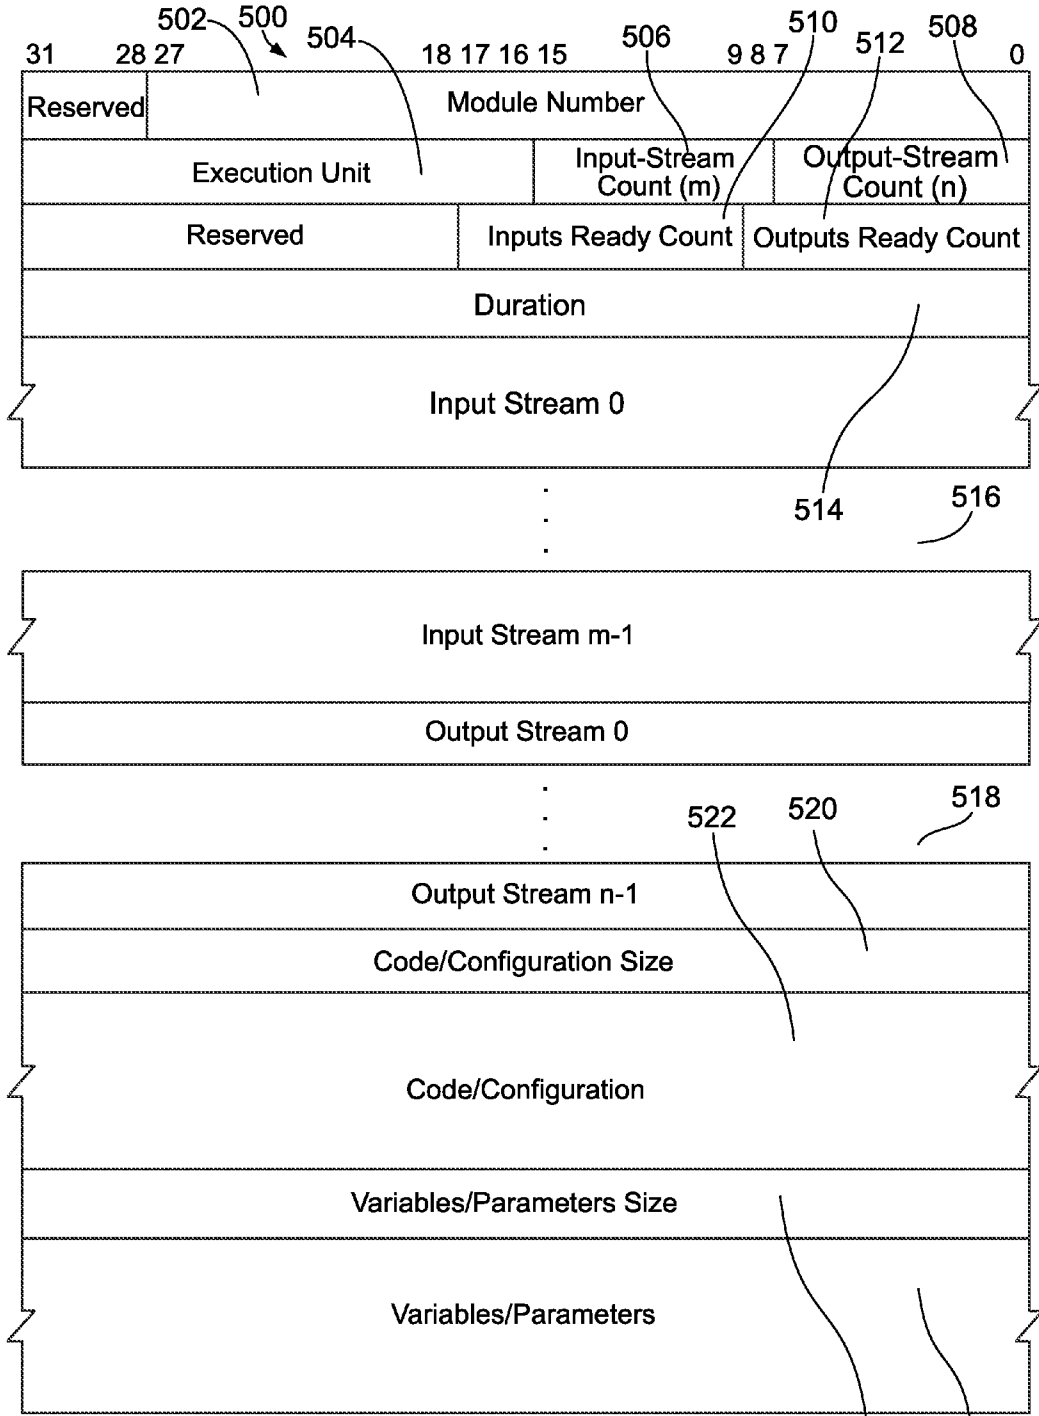 502 500 504 506 510 512 508
31 28 27 18 17 16 15 9 8 7 0
Reserved Module Number
Execution Unit Input-Stream Count (m) Output-Stream Count (n)
Reserved Inputs Ready Count Outputs Ready Count
Duration
Input Stream 0
514
516
Input Stream m-1
Output Stream 0
522 520 518
Output Stream n-1
Code/Configuration Size
Code/Configuration
Variables/Parameters Size
Variables/Parameters